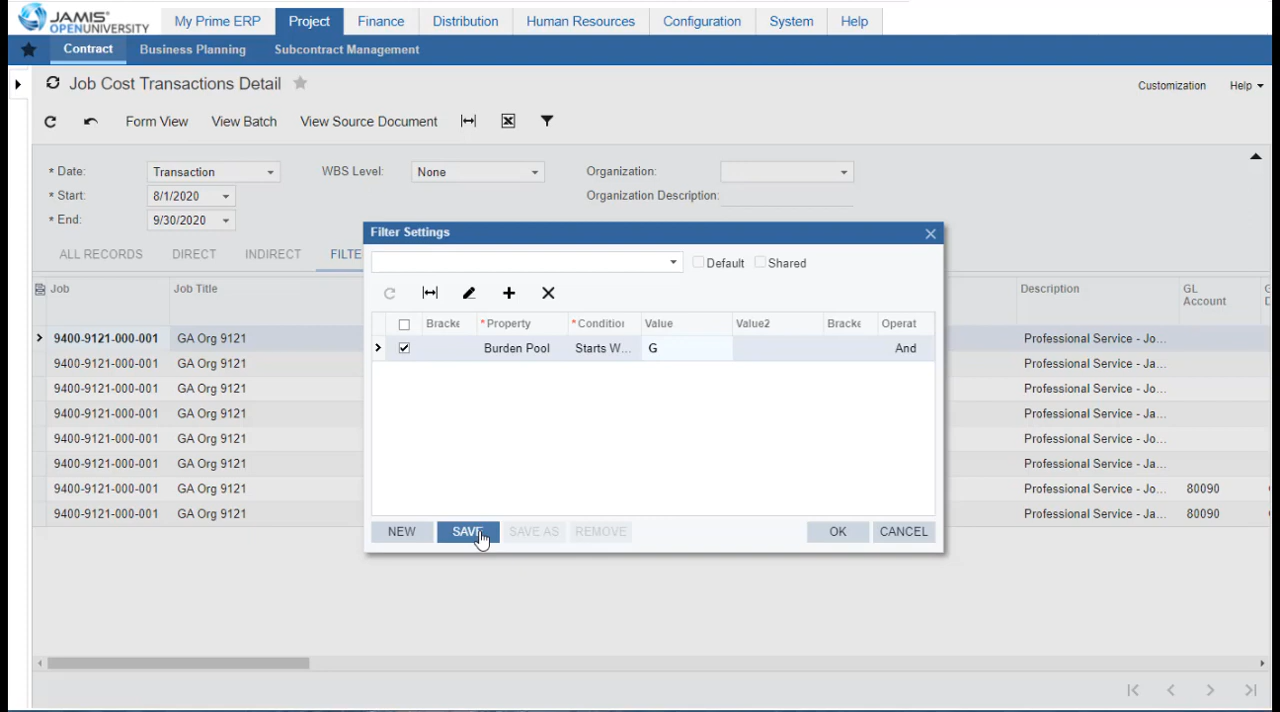 JAMIS
OPENUNIVERSITY
My Prime ERP Project Finance Distribution Human Resources Configuration System Help
Contract Business Planning Subcontract Management
Job Cost Transactions Detail
Customization Help
Form View View Batch View Source Document
* Date: Transaction WBS Level: None Organization:
* Start: 8/1/2020 Organization Description:
* End: 9/30/2020
Filter Settings
ALL RECORDS DIRECT INDIRECT FILTE
Default Shared
Job Job Title Description GL Account
Bracke * Property * Condition Value Value2 Bracke Operat
Burden Pool Starts W... G And
9400-9121-000-001 GA Org 9121 Professional Service - Jo...
9400-9121-000-001 GA Org 9121 Professional Service - Ja...
9400-9121-000-001 GA Org 9121 Professional Service - Jo...
9400-9121-000-001 GA Org 9121 Professional Service - Ja...
9400-9121-000-001 GA Org 9121 Professional Service - Jo...
9400-9121-000-001 GA Org 9121 Professional Service - Ja...
9400-9121-000-001 GA Org 9121 Professional Service - Jo... 80090
9400-9121-000-001 GA Org 9121 Professional Service - Ja... 80090
NEW SAVE SAVE AS REMOVE OK CANCEL